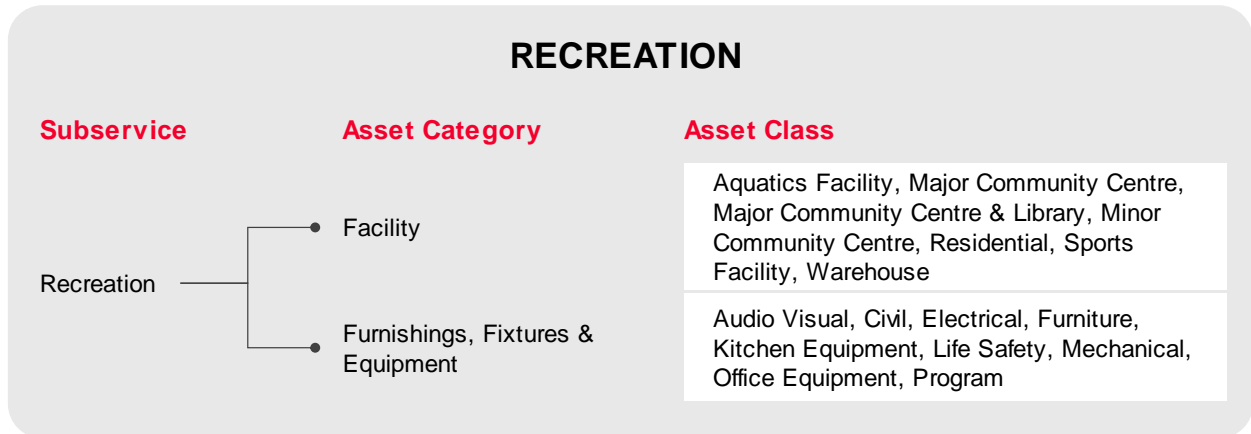 RECREATION
Subservice
Asset Category
Asset Class
Recreation
Facility
Aquatics Facility, Major Community Centre,
Major Community Centre & Library, Minor
Community Centre, Residential, Sports
Facility, Warehouse
Furnishings, Fixtures &
Equipment
Audio Visual, Civil, Electrical, Furniture,
Kitchen Equipment, Life Safety, Mechanical,
Office Equipment, Program